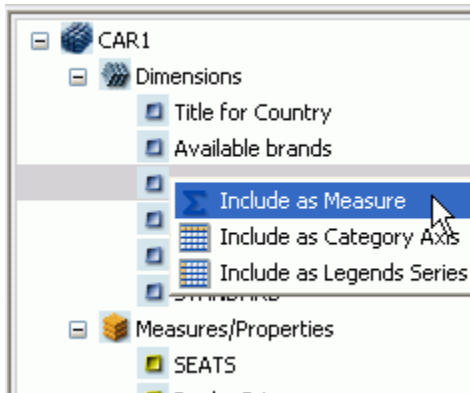 CAR1
Dimensions
Title for Country
Available brands
Include as Measure
Include as Category Axis
Include as Legends Series
STANDARD
Measures/Properties
SEATS